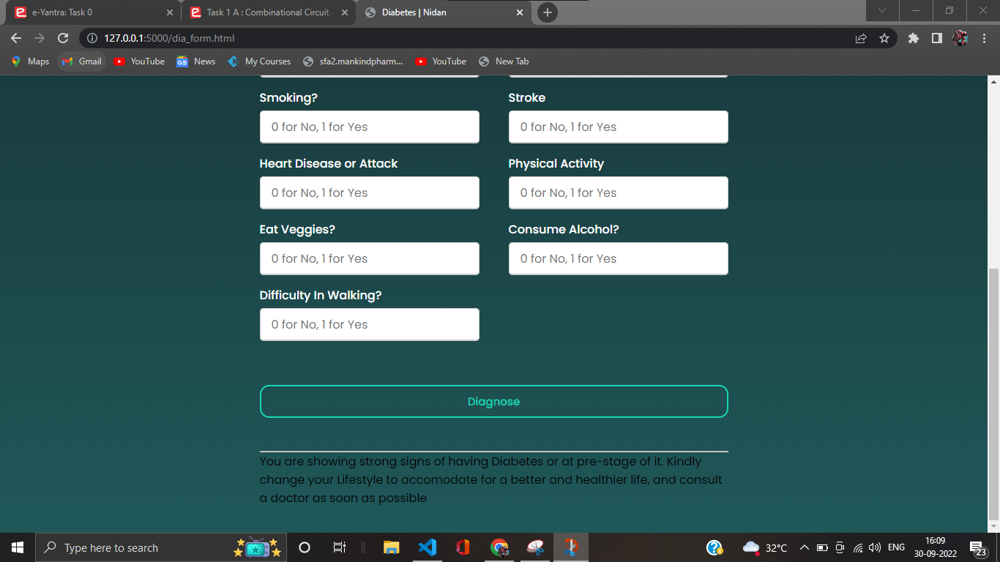 e-Yantra: Task 0
Task 1 A : Combinational Circuit
Diabetes | Nidan
127.0.0.1:5000/dia_form.html
Maps
Gmail
YouTube
News
My Courses
sfa2.mankindpharm...
YouTube
New Tab
Smoking?
Stroke
0 for No, 1 for Yes
0 for No, 1 for Yes
Heart Disease or Attack
Physical Activity
0 for No, 1 for Yes
0 for No, 1 for Yes
Eat Veggies?
Consume Alcohol?
0 for No, 1 for Yes
0 for No, 1 for Yes
Difficulty In Walking?
0 for No, 1 for Yes
Diagnose
You are showing strong signs of having Diabetes or at pre-stage of it. Kindly
change your Lifestyle to accomodate for a better and healthier life, and consult
a doctor as soon as possible
Type here to search
32°C
ENG
16:09
30-09-2022
23